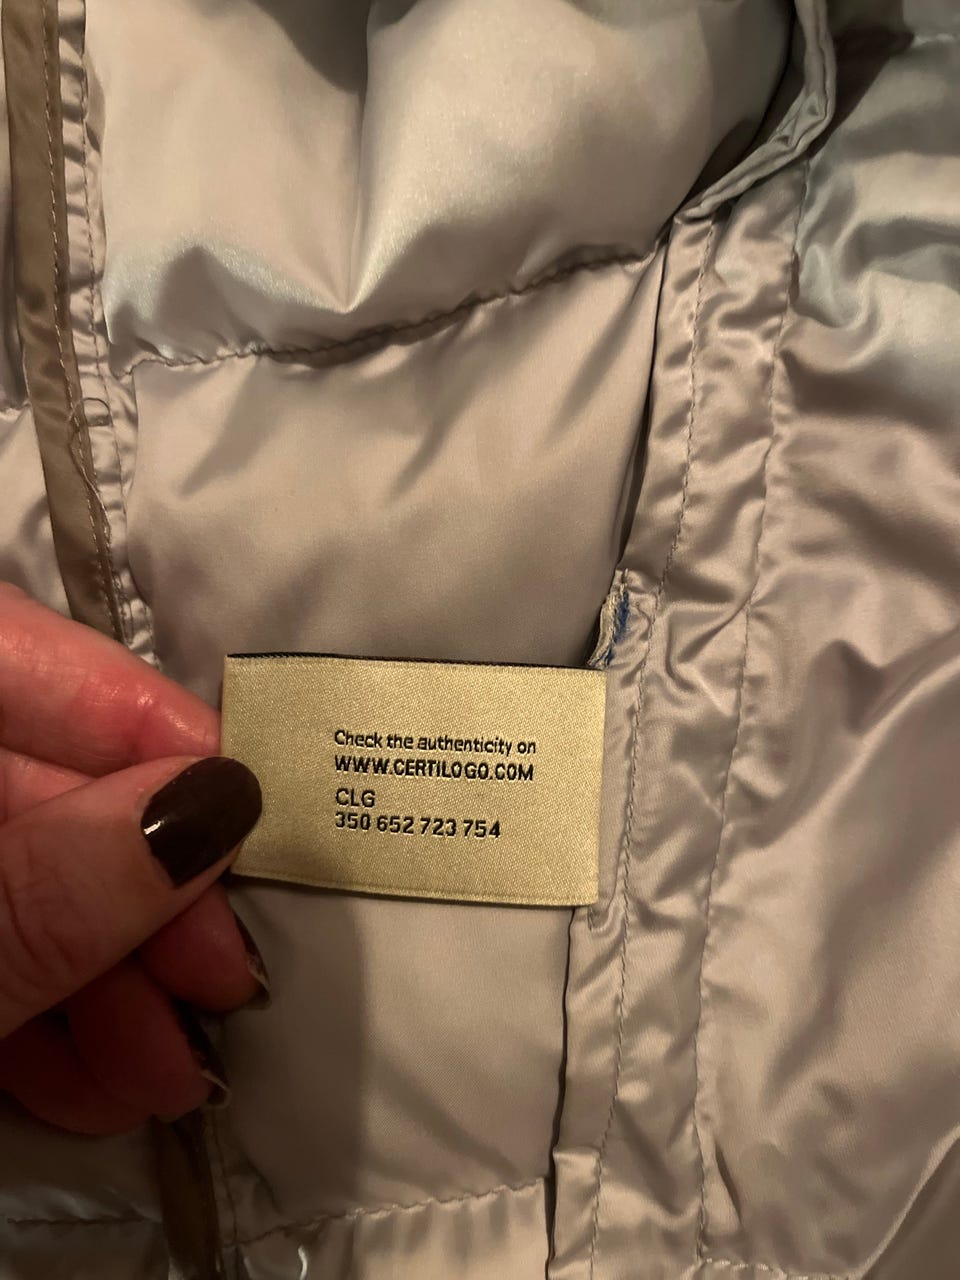 Check the authenticity on
WWW.CERTILOGO.COM
CLG
350 652 723 754